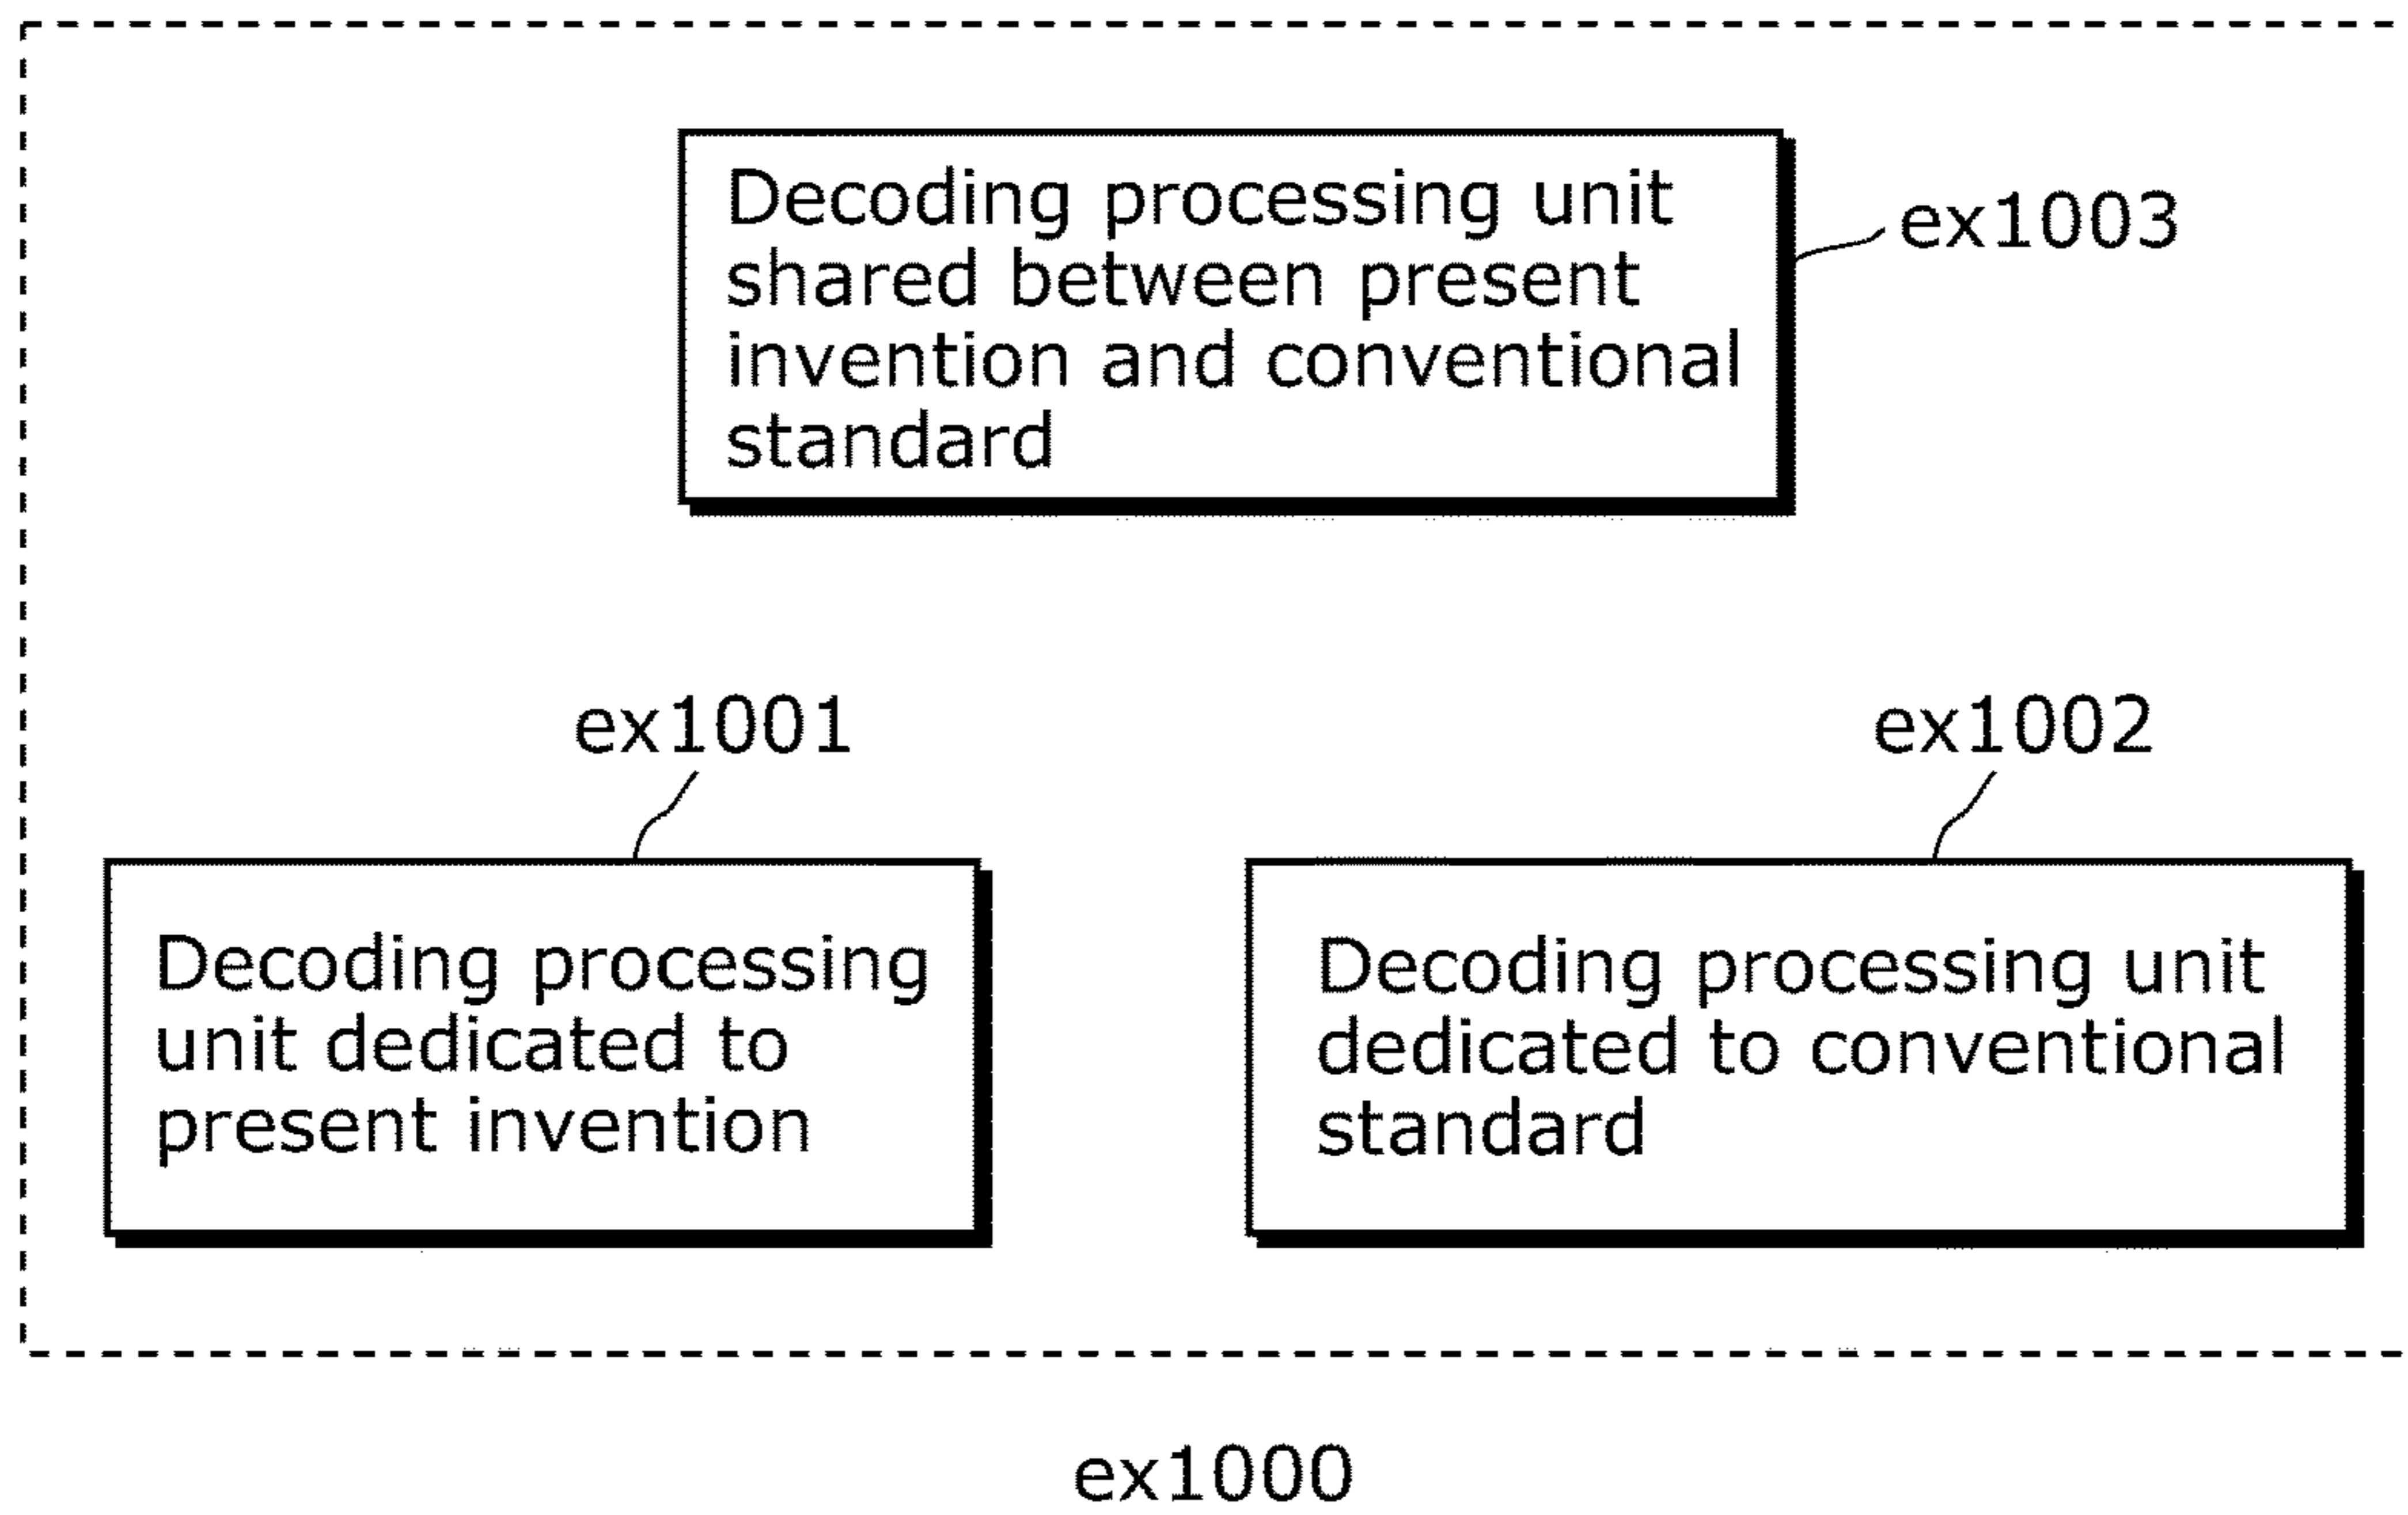 Decoding processing unit
shared between present
invention and conventional
standard
ex1003
ex1001
ex1002
Decoding processing
unit dedicated to
present invention
Decoding processing unit
dedicated to conventional
standard
ex1000